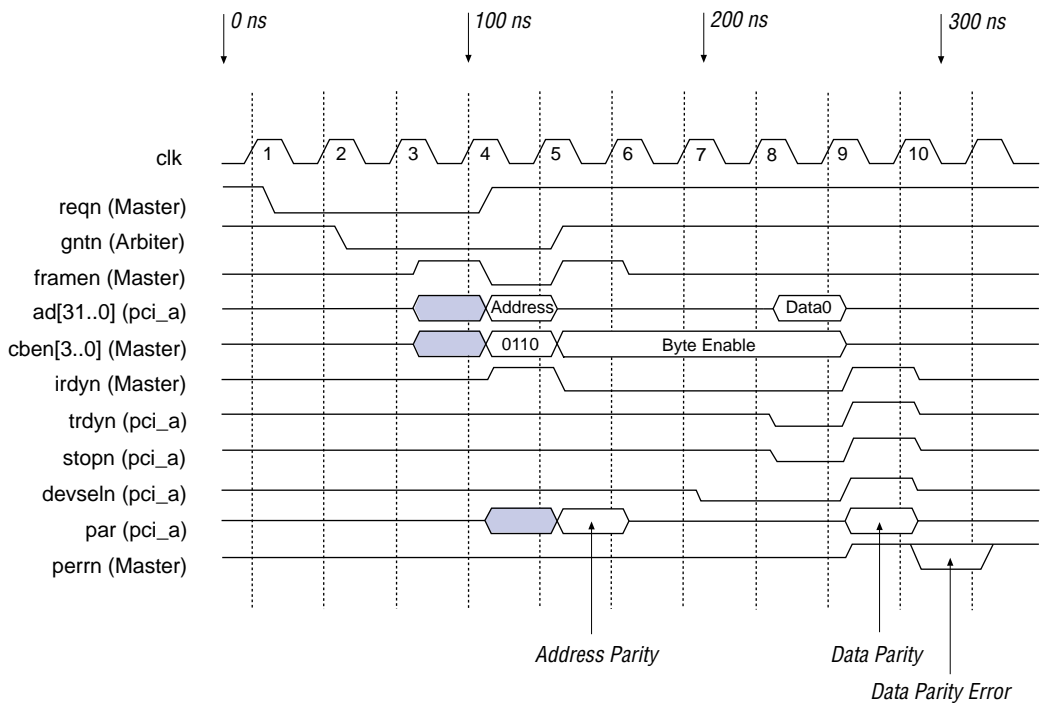 0 ns
100 ns
200 ns
300 ns
clk
1 2 3 4 5 6 7 8 9 10
reqn (Master)
gntn (Arbiter)
framen (Master)
ad[31..0] (pci_a)
Address
Data0
cben[3..0] (Master)
0110
Byte Enable
irdyn (Master)
trdyn (pci_a)
stopn (pci_a)
devseln (pci_a)
par (pci_a)
perrn (Master)
Address Parity
Data Parity
Data Parity Error